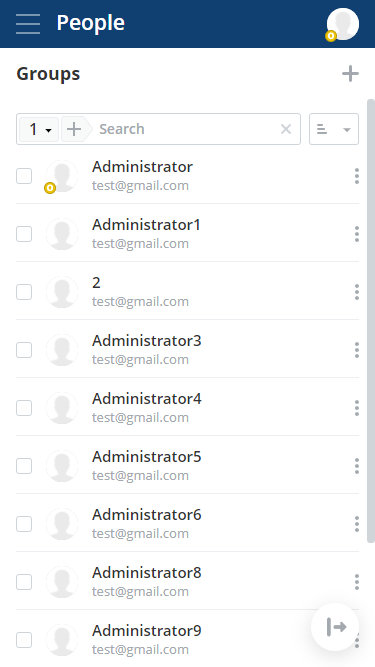 People
Groups
1
Search
Administrator
test@gmail.com
Administrator1
test@gmail.com
2
test@gmail.com
Administrator3
test@gmail.com
Administrator4
test@gmail.com
Administrator5
test@gmail.com
Administrator6
test@gmail.com
Administrator8
test@gmail.com
Administrator9
test@gmail.com